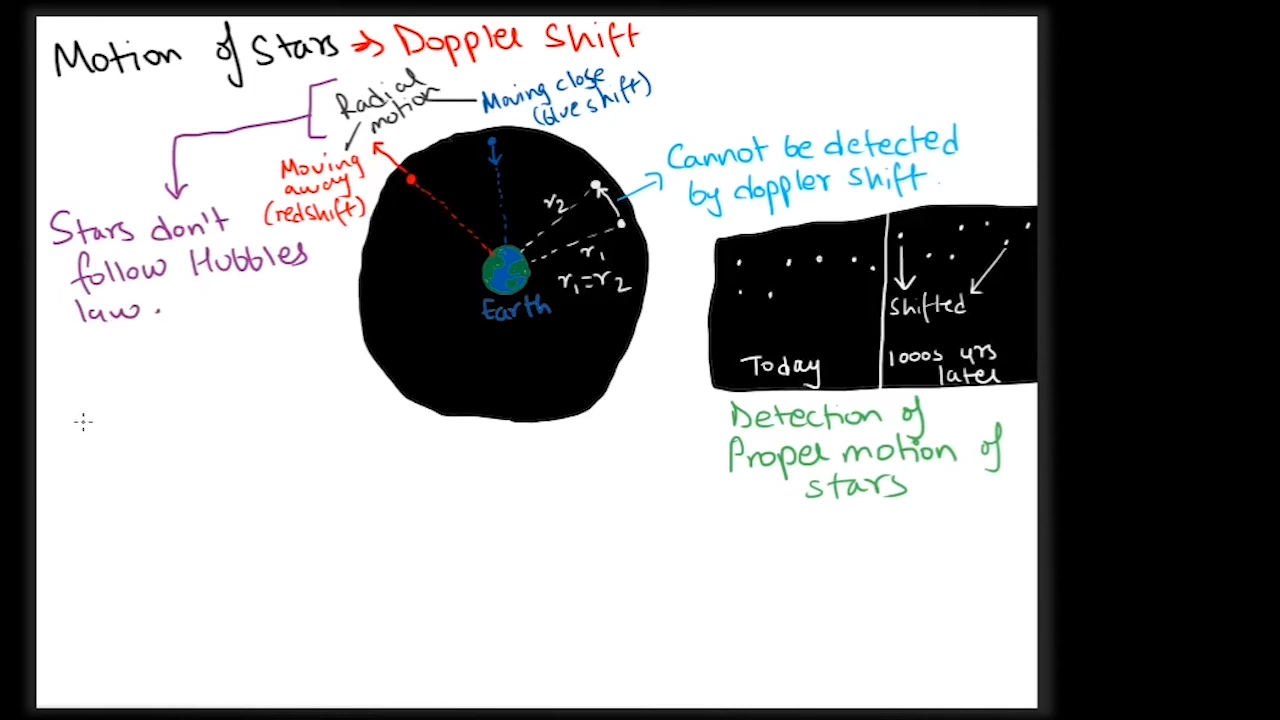 Motion of Stars → Doppler Shift
Radial
motion
Moving close
(blue shift)
Moving
away
(redshift)
Stars don't
follow Hubbles
law.
r2
r1
r1=r2
Earth
Cannot be detected
by doppler shift.
Shifted
Today
1000s yrs
later
Detection of
Proper motion of
stars